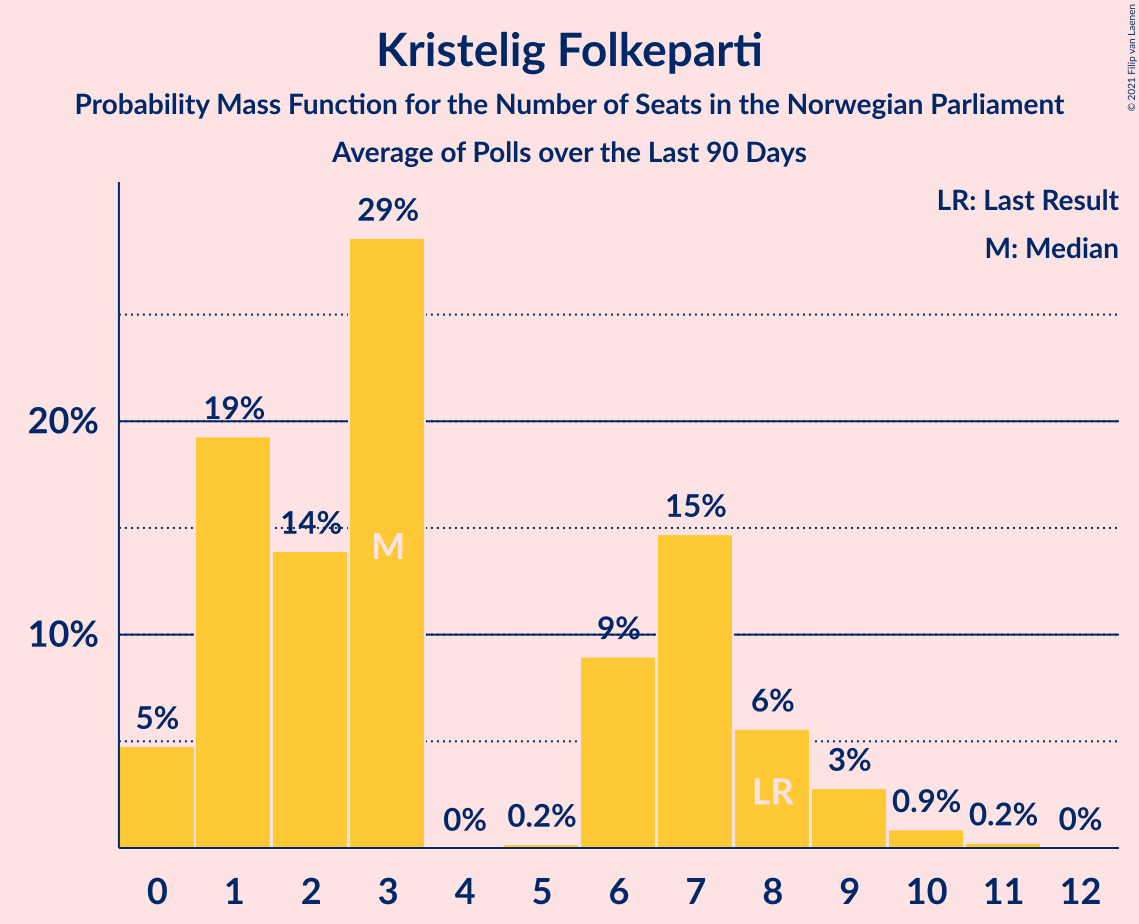 Kristelig Folkeparti
Probability Mass Function for the Number of Seats in the Norwegian Parliament
Average of Polls over the Last 90 Days
© 2021 Filip van Laenen
LR: Last Result
M: Median
29%
20%
19%
15%
14%
M
10%
9%
6%
5%
3%
LR
0.9%
0%
0.2%
0.2%
0%
0 1 2 3 4 5 6 7 8 9 10 11 12